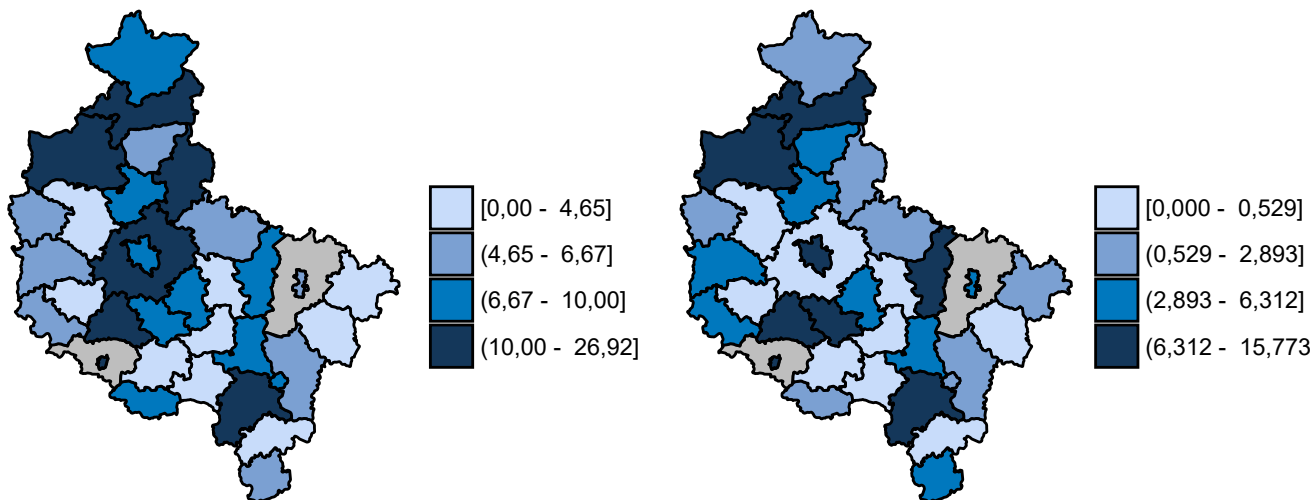 [0,00 - 4,65]
(4,65 - 6,67]
(6,67 - 10,00]
(10,00 - 26,92]
[0,000 - 0,529]
(0,529 - 2,893]
(2,893 - 6,312]
(6,312 - 15,773